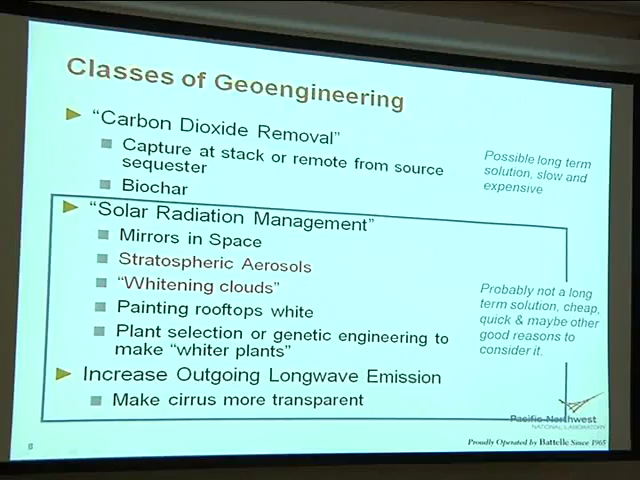 Classes of Geoengineering
"Carbon Dioxide Removal"
Capture at stack or remote from source
sequester
Biochar
Possible long term
solution, slow and
expensive
"Solar Radiation Management"
Mirrors in Space
Stratospheric Aerosols
"Whitening clouds"
Painting rooftops white
Plant selection or genetic engineering to
make "whiter plants"
Probably not a long
term solution, cheap,
quick & maybe other
good reasons to
consider it.
Increase Outgoing Longwave Emission
Make cirrus more transparent
Pacific Northwest
NATIONAL LABORATORY
Proudly Operated by Battelle Since 1965
8